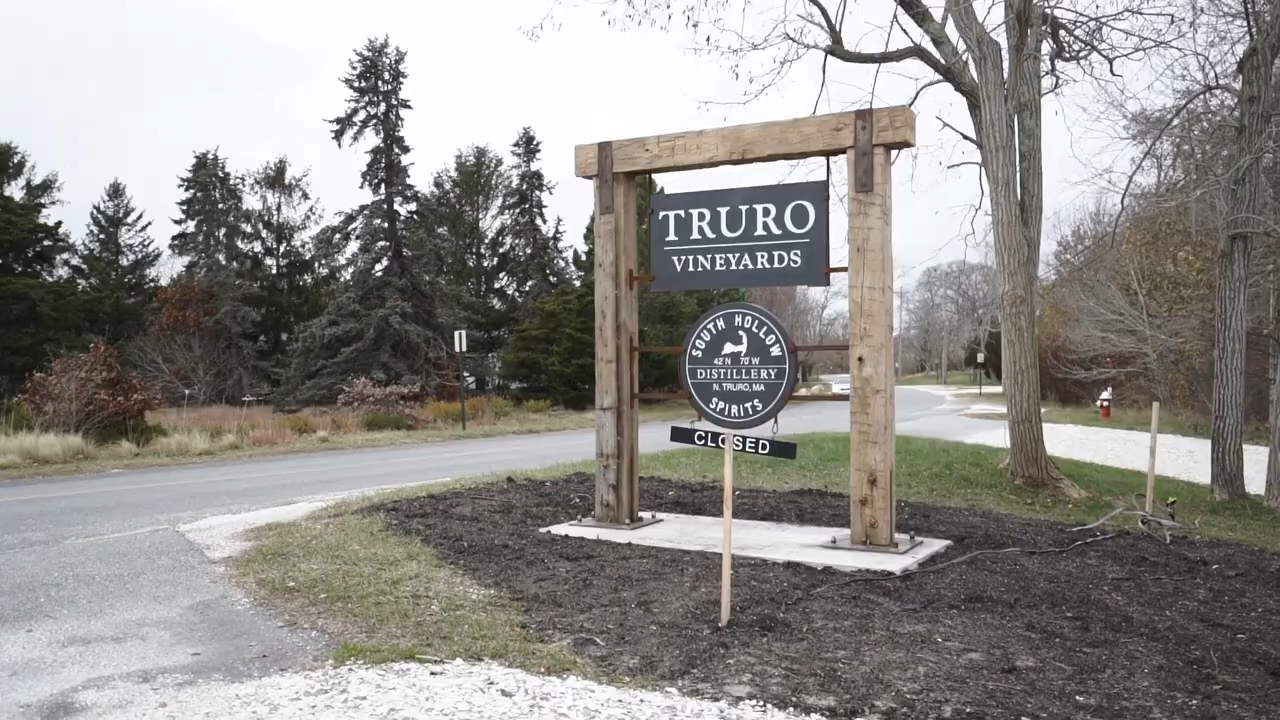 TRURO
VINEYARDS
SOUTH HOLLOW
42°N 70°W
DISTILLERY
N. TRURO, MA
SPIRITS
CLOSED